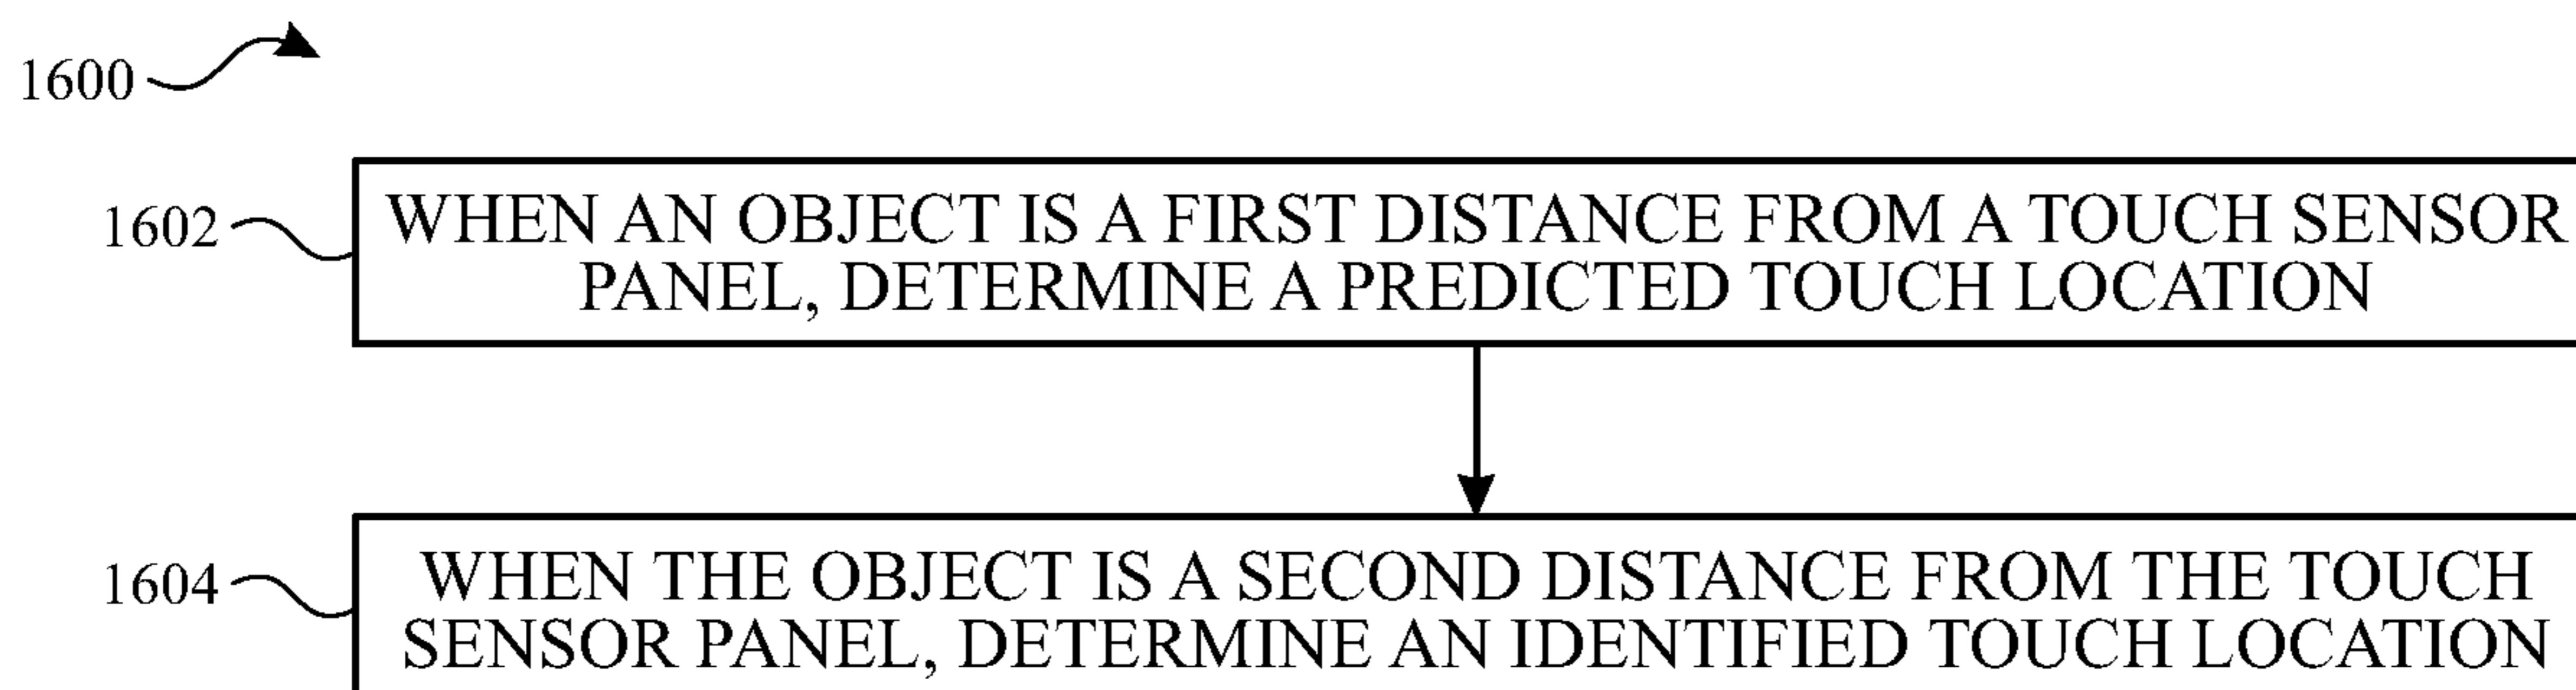 1600
1602
WHEN AN OBJECT IS A FIRST DISTANCE FROM A TOUCH SENSOR
PANEL, DETERMINE A PREDICTED TOUCH LOCATION
1604
WHEN THE OBJECT IS A SECOND DISTANCE FROM THE TOUCH
SENSOR PANEL, DETERMINE AN IDENTIFIED TOUCH LOCATION